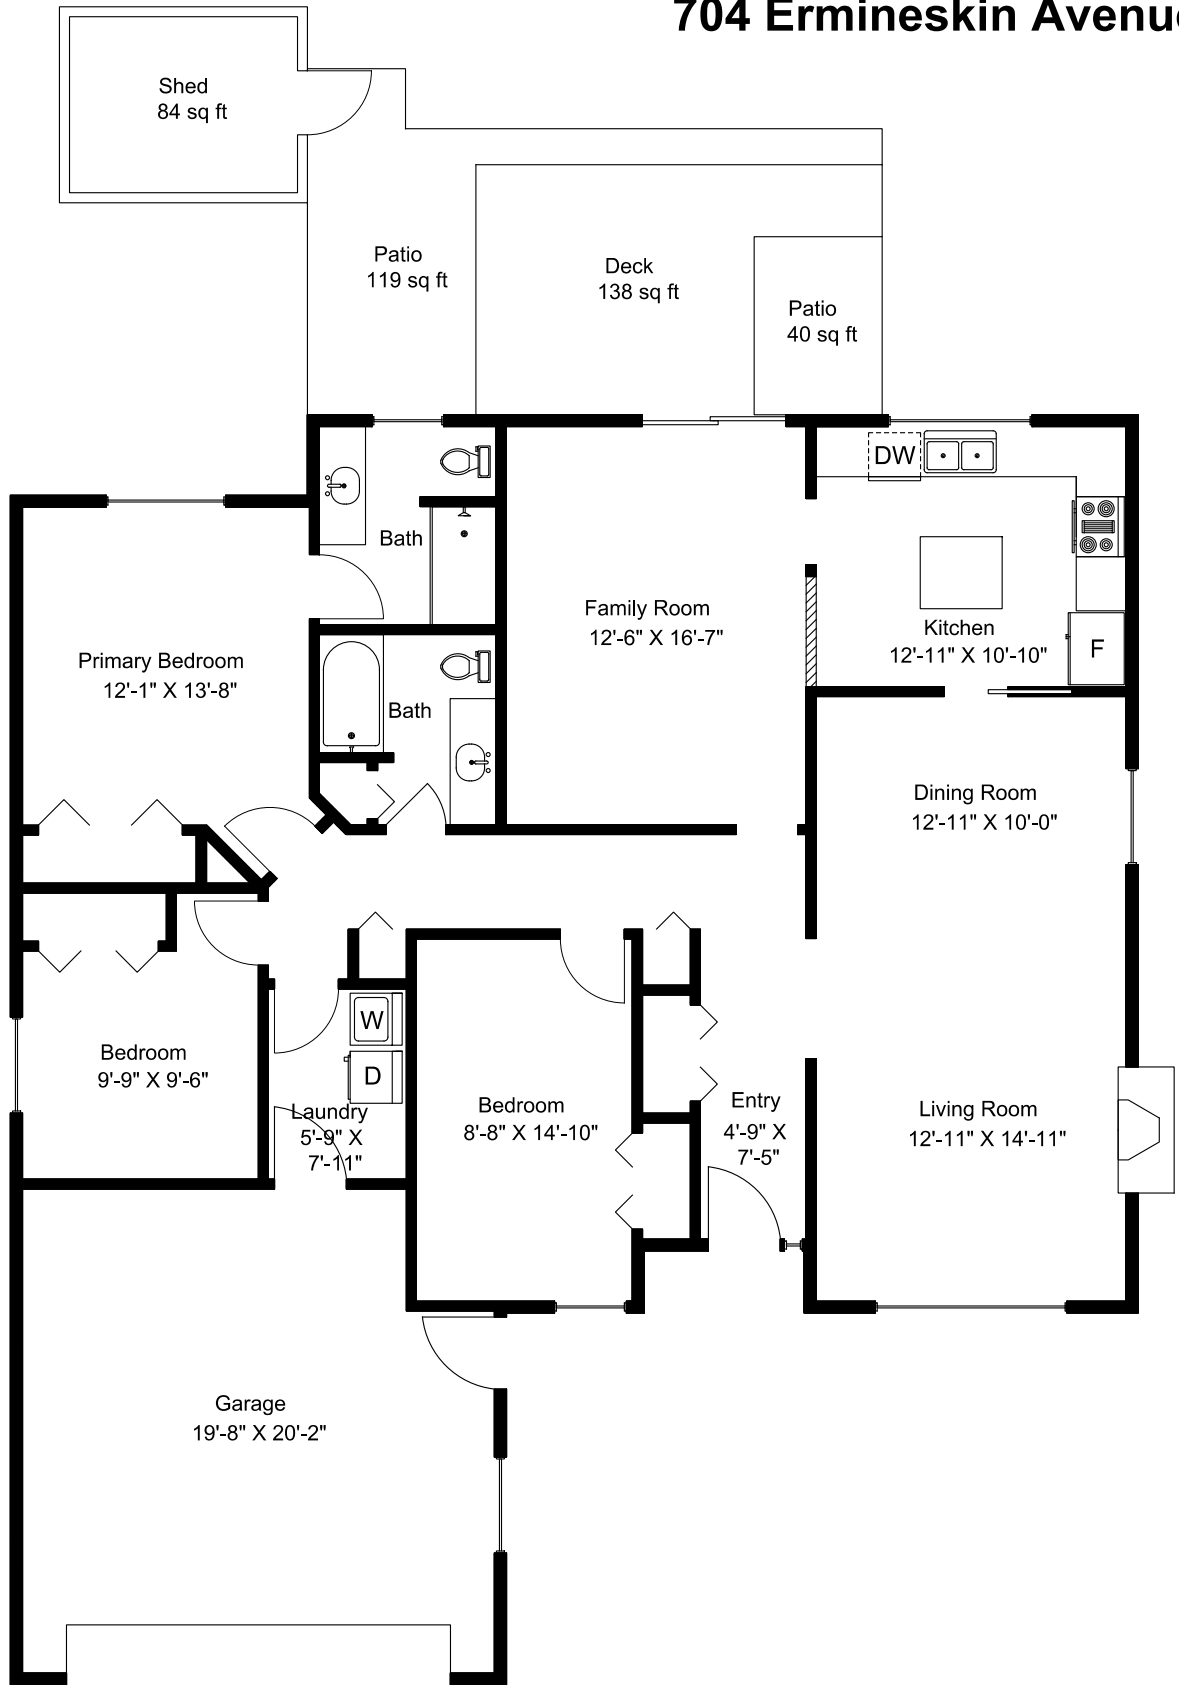 704 Ermineskin Avenue
Shed
84 sq ft
Patio
119 sq ft
Deck
138 sq ft
Patio
40 sq ft
DW
Bath
Family Room
12'-6" X 16'-7"
Kitchen
12'-11" X 10'-10"
F
Primary Bedroom
12'-1" X 13'-8"
Bath
Dining Room
12'-11" X 10'-0"
W
D
Bedroom
9'-9" X 9'-6"
Laundry
5'-9" X
7'-11"
Bedroom
8'-8" X 14'-10"
Entry
4'-9" X
7'-5"
Living Room
12'-11" X 14'-11"
Garage
19'-8" X 20'-2"